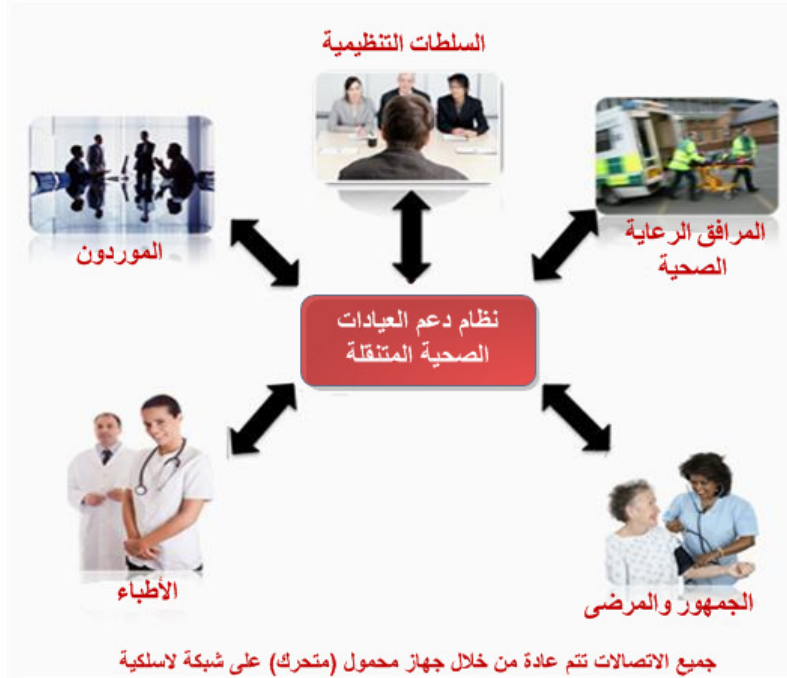 السلطات التنظيمية
الموردون
المرافق الرعاية
الصحية
نظام دعم العيادات
الصحية المتنقلة
الأطباء
الجمهور والمرضى
جميع الاتصالات تتم عادة من خلال جهاز محمول (متحرك) على شبكة لاسلكية